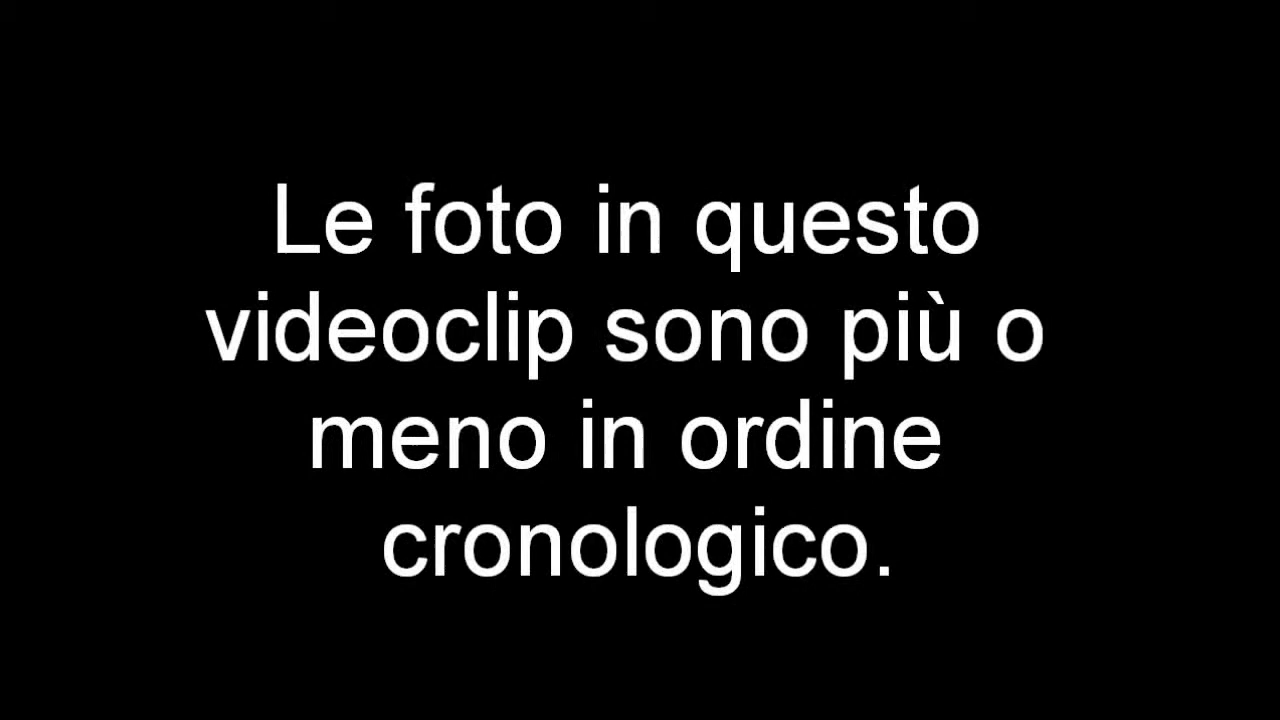 Le foto in questo
videoclip sono più o
meno in ordine
cronologico.